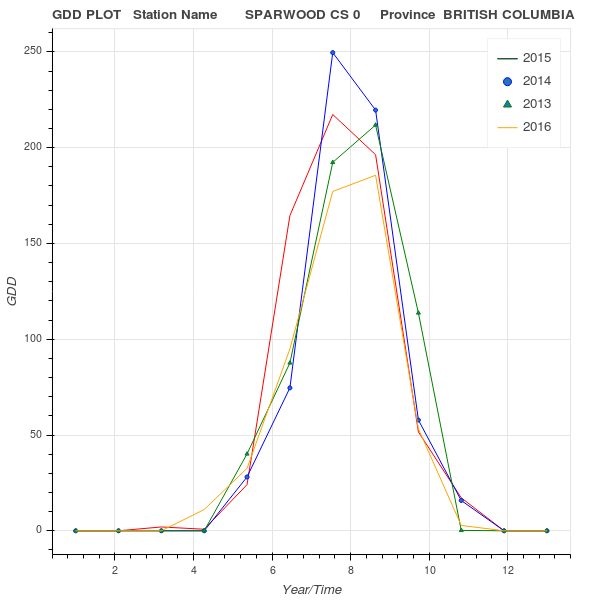 GDD PLOT Station Name SPARWOOD CS 0 Province BRITISH COLUMBIA
2015
2014
2013
2016
250
200
150
100
50
0
GDD
2 4 6 8 10 12
Year/Time